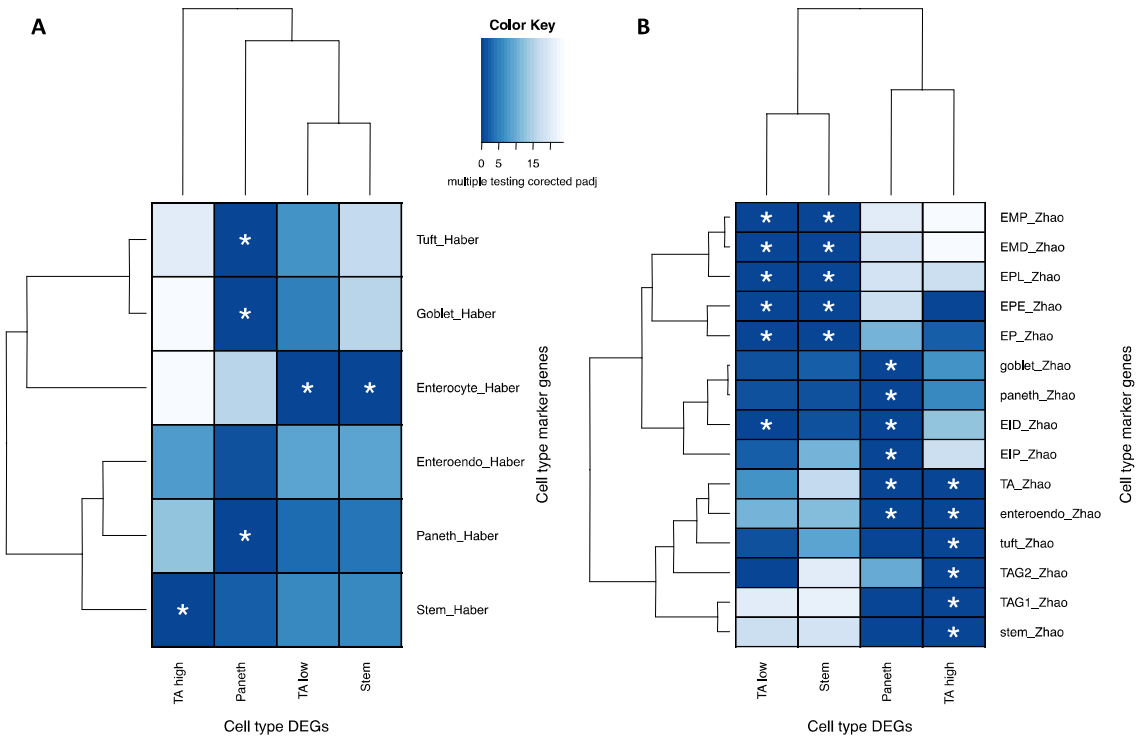 A
Color Key
0 5 15
multiple testing corected padj
Tuft_Haber
*
Goblet_Haber
*
Enterocyte_Haber
* *
Enteroendo_Haber
Paneth_Haber
*
Stem_Haber
*
Cell type marker genes
TA high
Paneth
TA low
Stem
Cell type DEGs
B
* * EMP_Zhao
* * EMD_Zhao
* * EPL_Zhao
* * EPE_Zhao
* * EP_Zhao
* goblet_Zhao
* paneth_Zhao
* * EID_Zhao
* EIP_Zhao
* * TA_Zhao
* * enteroendo_Zhao
* tuft_Zhao
* TAG2_Zhao
* TAG1_Zhao
* stem_Zhao
Cell type marker genes
TA low
Stem
Paneth
TA high
Cell type DEGs